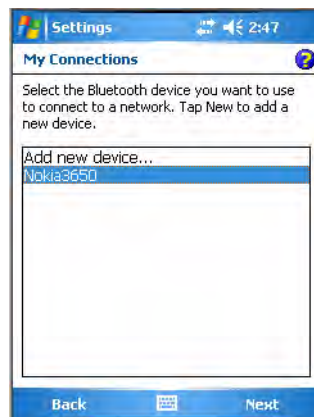 Settings 2:47
My Connections
Select the Bluetooth device you want to use
to connect to a network. Tap New to add a
new device.
Add new device...
Nokia3650
Back Next